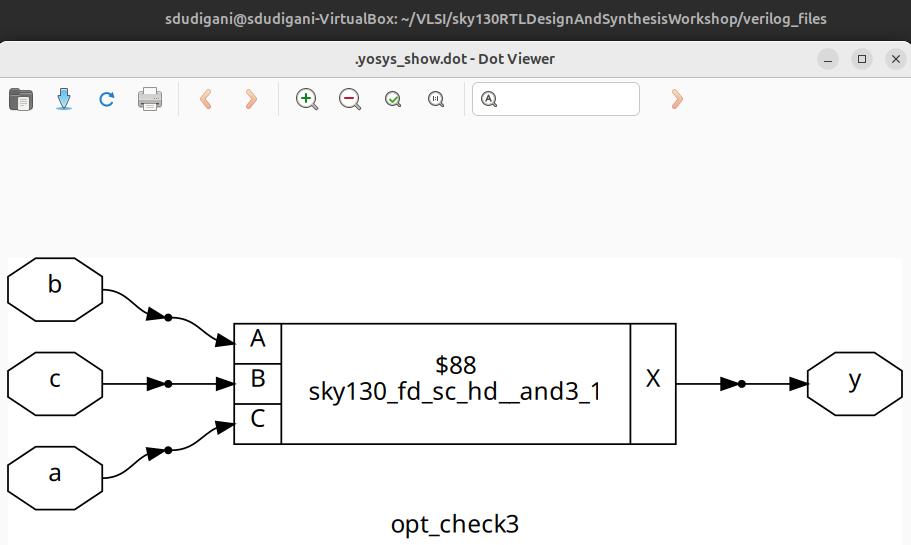 sdudigani@sdudigani-VirtualBox: ~/VLSI/sky130RTLDesignAndSynthesisWorkshop/verilog_files
.yosys_show.dot - Dot Viewer
b
c
a
A
B
C
$88
sky130_fd_sc_hd__and3_1
X
y
opt_check3